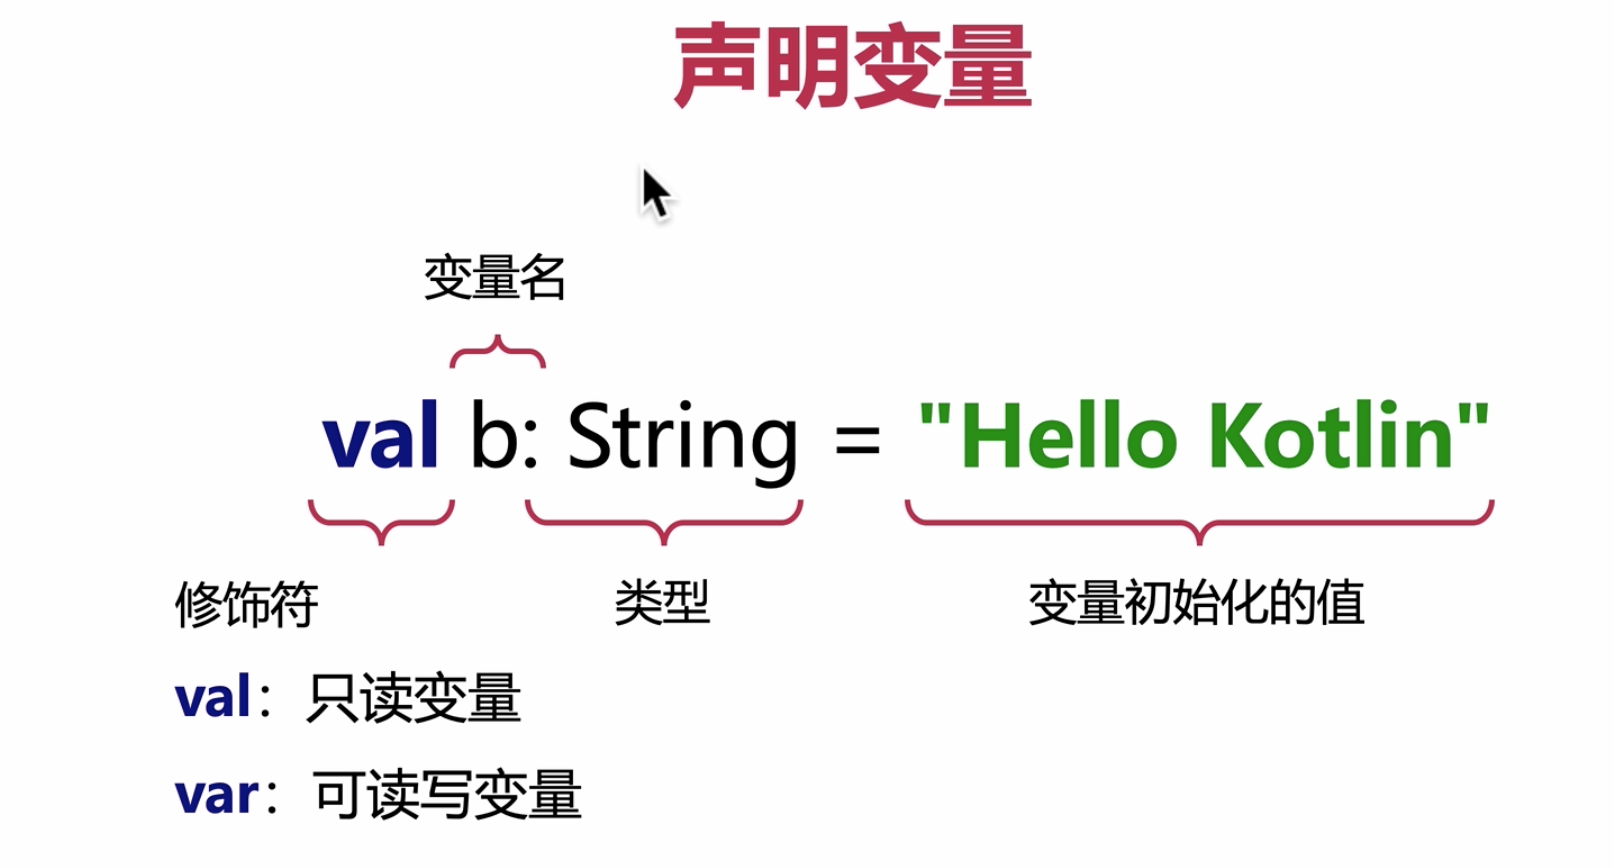 声明变量
变量名
val b: String = "Hello Kotlin"
修饰符 类型 变量初始化的值
val：只读变量
var：可读写变量